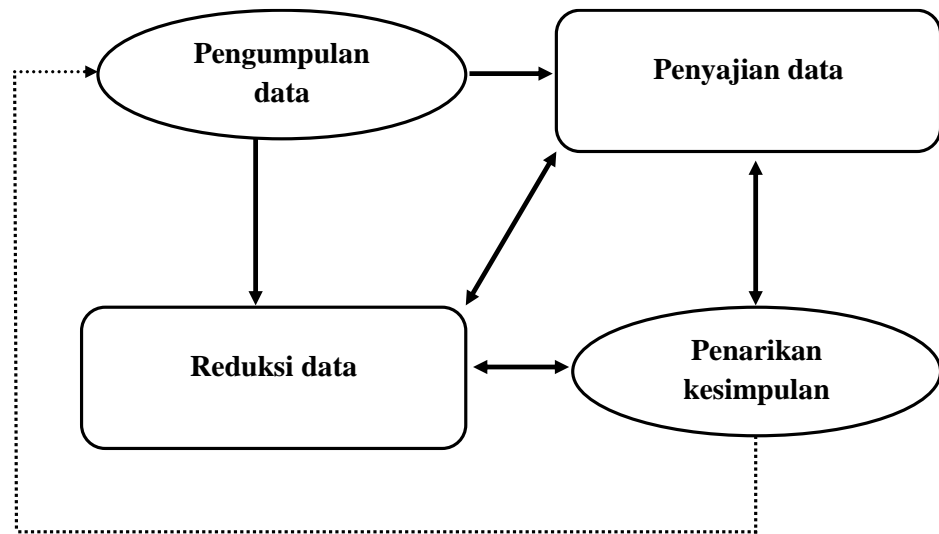 Pengumpulan
data
Penyajian data
Reduksi data
Penarikan
kesimpulan